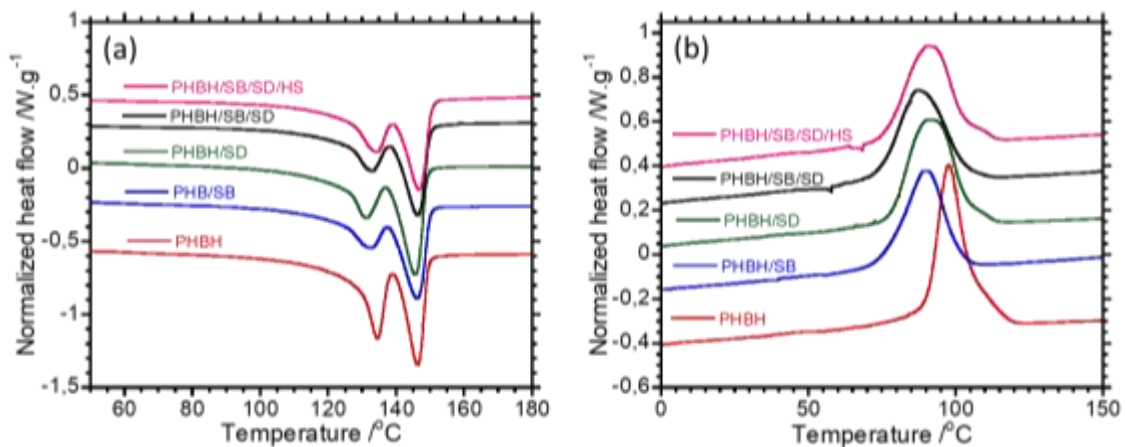 (a)
Normalized heat flow /W.g-1
1
0,5
0
-0,5
-1
-1,5
PHBH/SB/SD/HS
PHBH/SB/SD
PHBH/SD
PHB/SB
PHBH
60 80 100 120 140 160 180
Temperature /°C
(b)
Normalized heat flow /W.g-1
1
0,8
0,6
0,4
0,2
0
-0,2
-0,4
-0,6
PHBH/SB/SD/HS
PHBH/SB/SD
PHBH/SD
PHBH/SB
PHBH
0 50 100 150
Temperature /°C